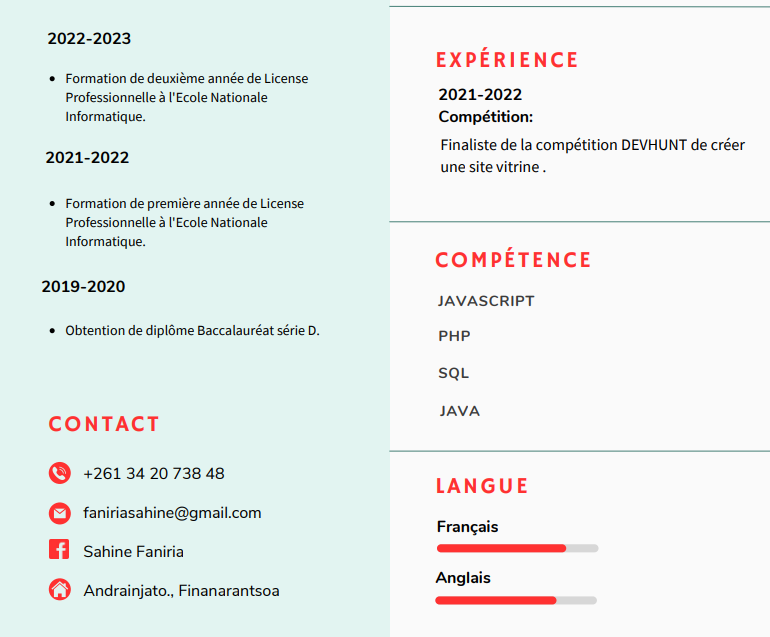 2022-2023
• Formation de deuxième année de License
Professionnelle à l'Ecole Nationale
Informatique.
2021-2022
• Formation de première année de License
Professionnelle à l'Ecole Nationale
Informatique.
2019-2020
• Obtention de diplôme Baccalauréat série D.
CONTACT
+261 34 20 738 48
faniriasahine@gmail.com
Sahine Faniria
Andrainjato., Finanarantsoa
EXPÉRIENCE
2021-2022
Compétition:
Finaliste de la compétition DEVHUNT de créer
une site vitrine .
COMPÉTENCE
JAVASCRIPT
PHP
SQL
JAVA
LANGUE
Français
Anglais